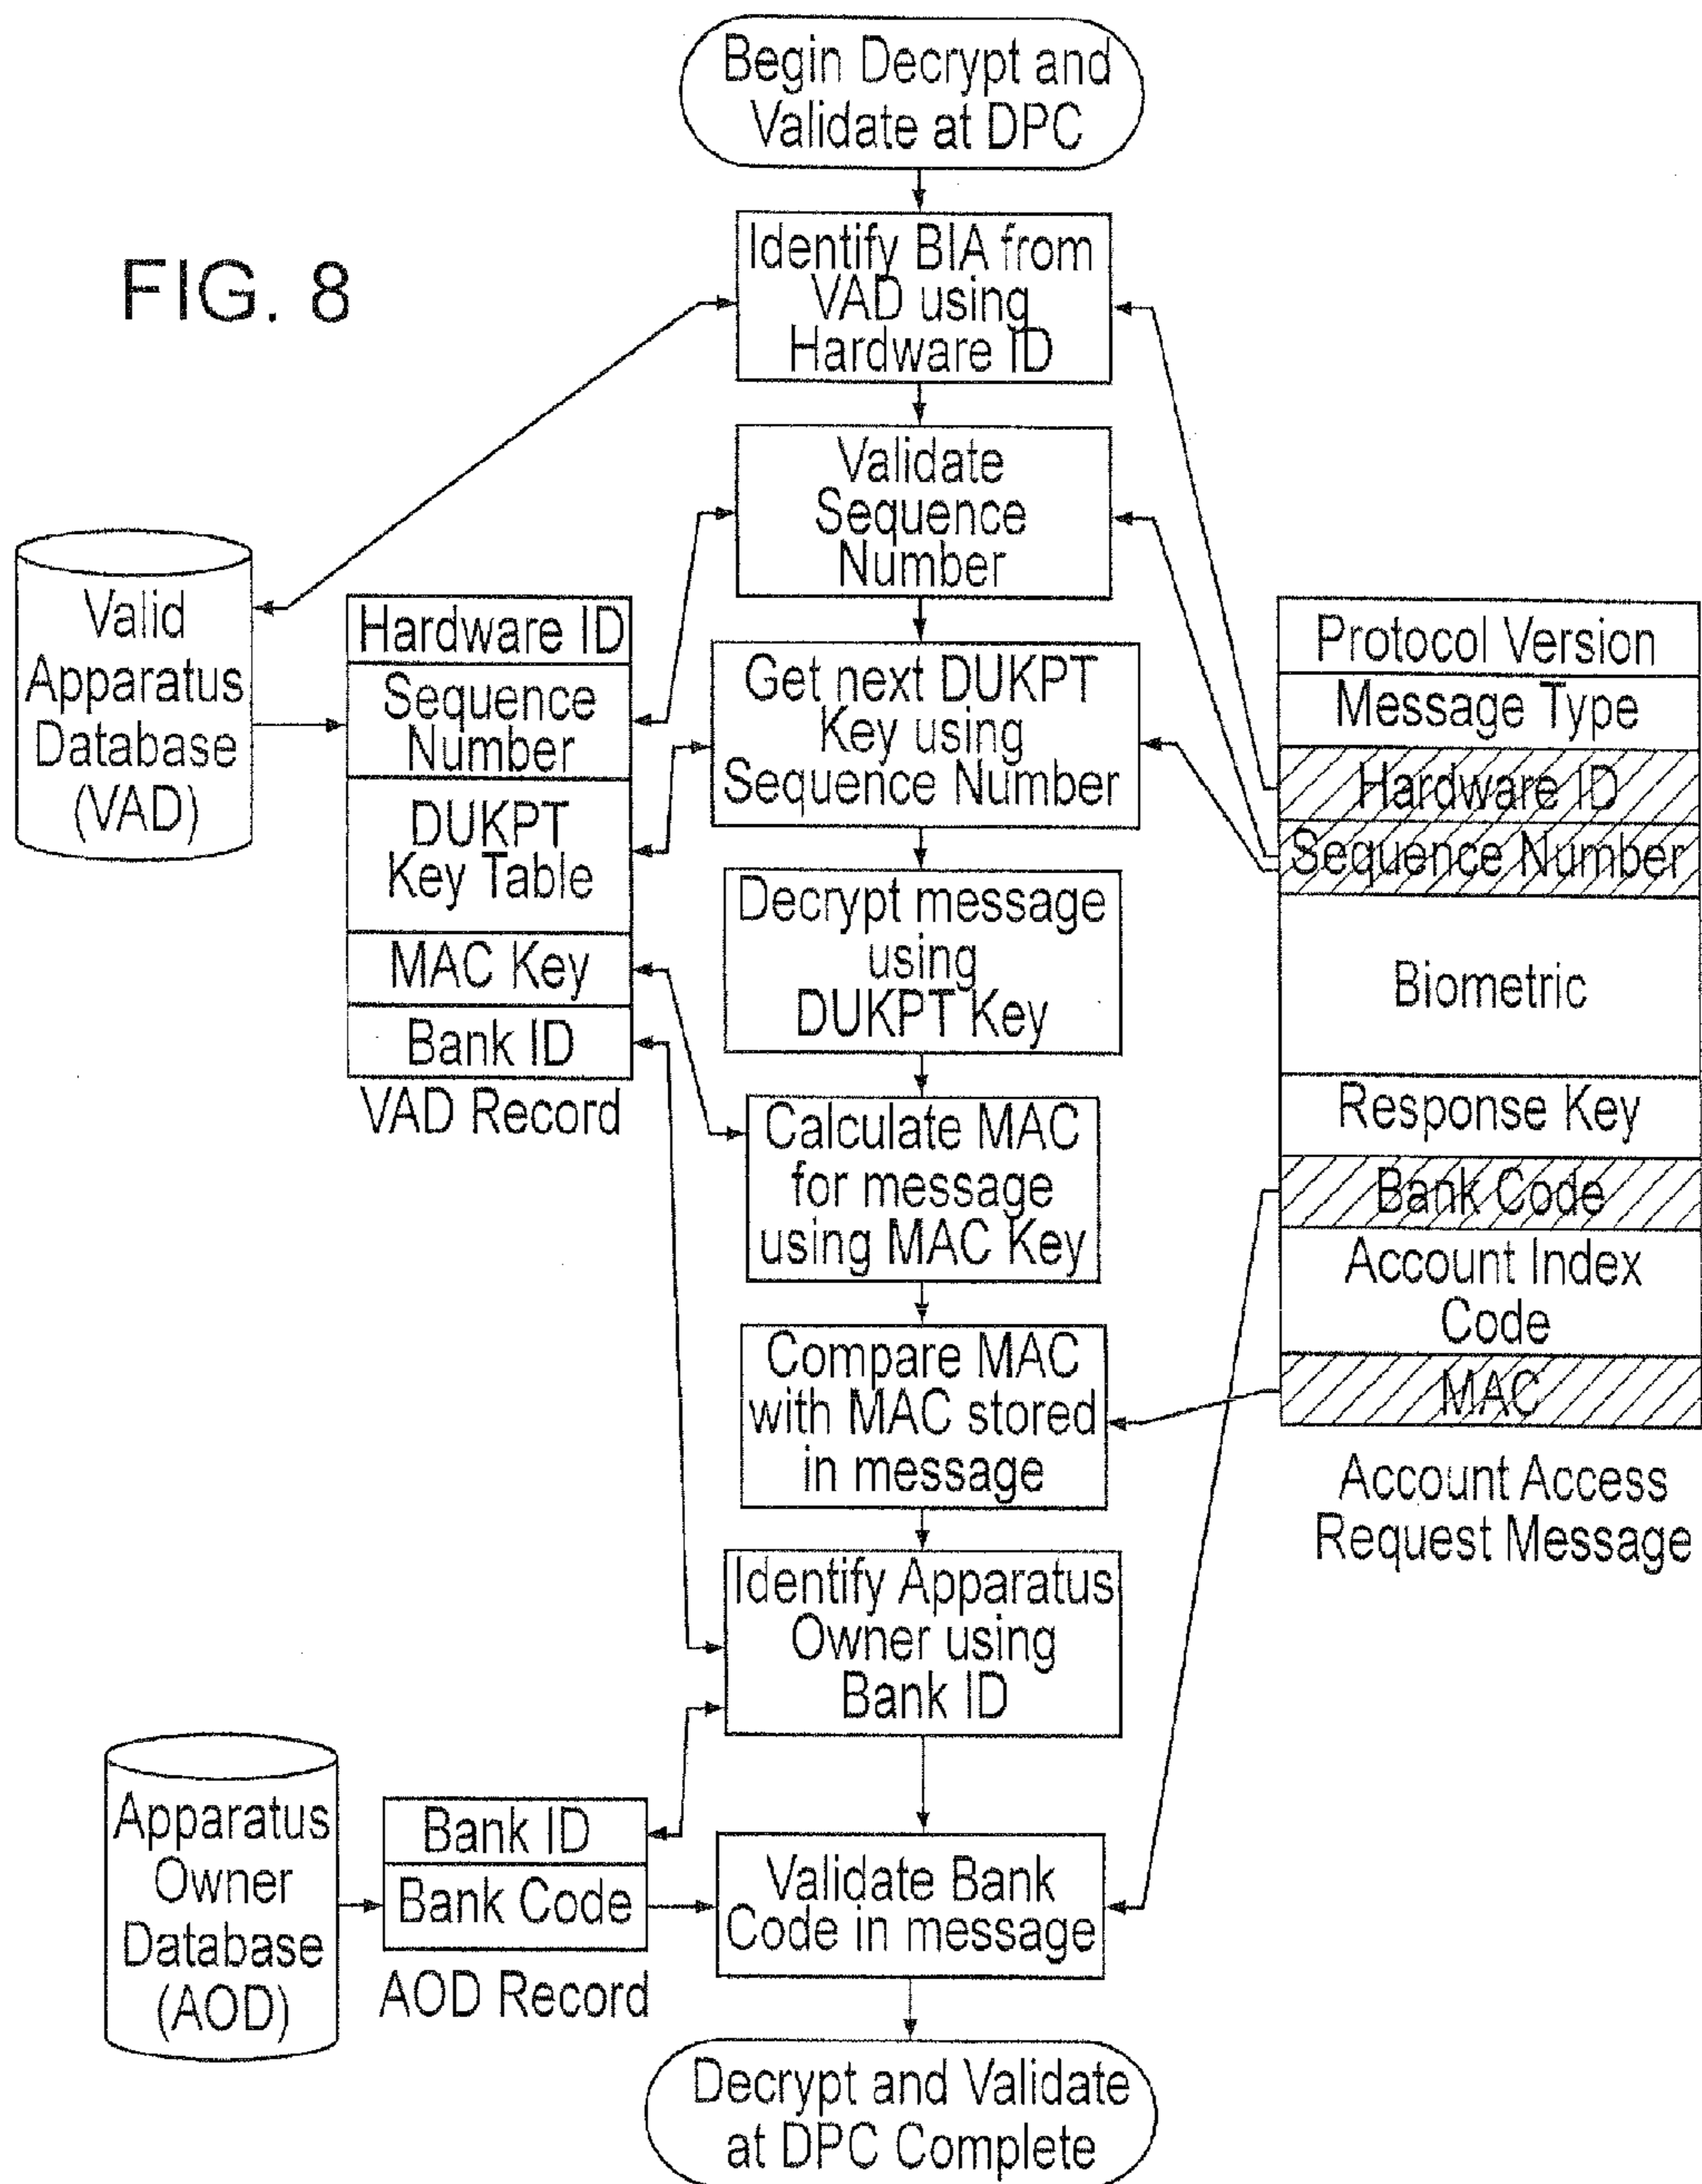 FIG. 8
Begin Decrypt and
Validate at DPC
Identify BIA from
VAD using
Hardware ID
Validate
Sequence
Number
Get next DUKPT
Key using
Sequence Number
Decrypt message
using
DUKPT Key
Calculate MAC
for message
using MAC Key
Compare MAC
with MAC stored
in message
Identify Apparatus
Owner using
Bank ID
Validate Bank
Code in message
Decrypt and Validate
at DPC Complete
Valid
Apparatus
Database
(VAD)
Hardware ID
Sequence
Number
DUKPT
Key Table
MAC Key
Bank ID
VAD Record
Apparatus
Owner
Database
(AOD)
Bank ID
Bank Code
AOD Record
Protocol Version
Message Type
Hardware ID
Sequence Number
Biometric
Response Key
Bank Code
Account Index
Code
MAC
Account Access
Request Message